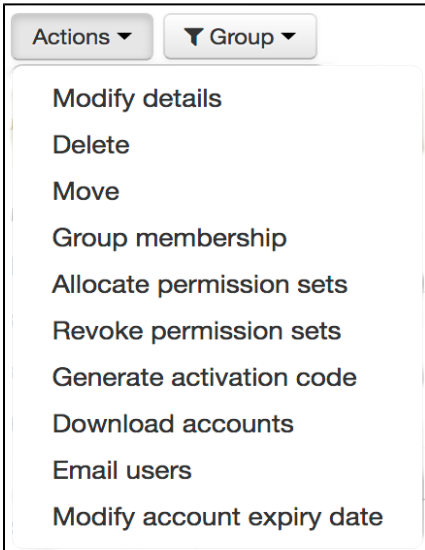 Actions Group
Modify details
Delete
Move
Group membership
Allocate permission sets
Revoke permission sets
Generate activation code
Download accounts
Email users
Modify account expiry date